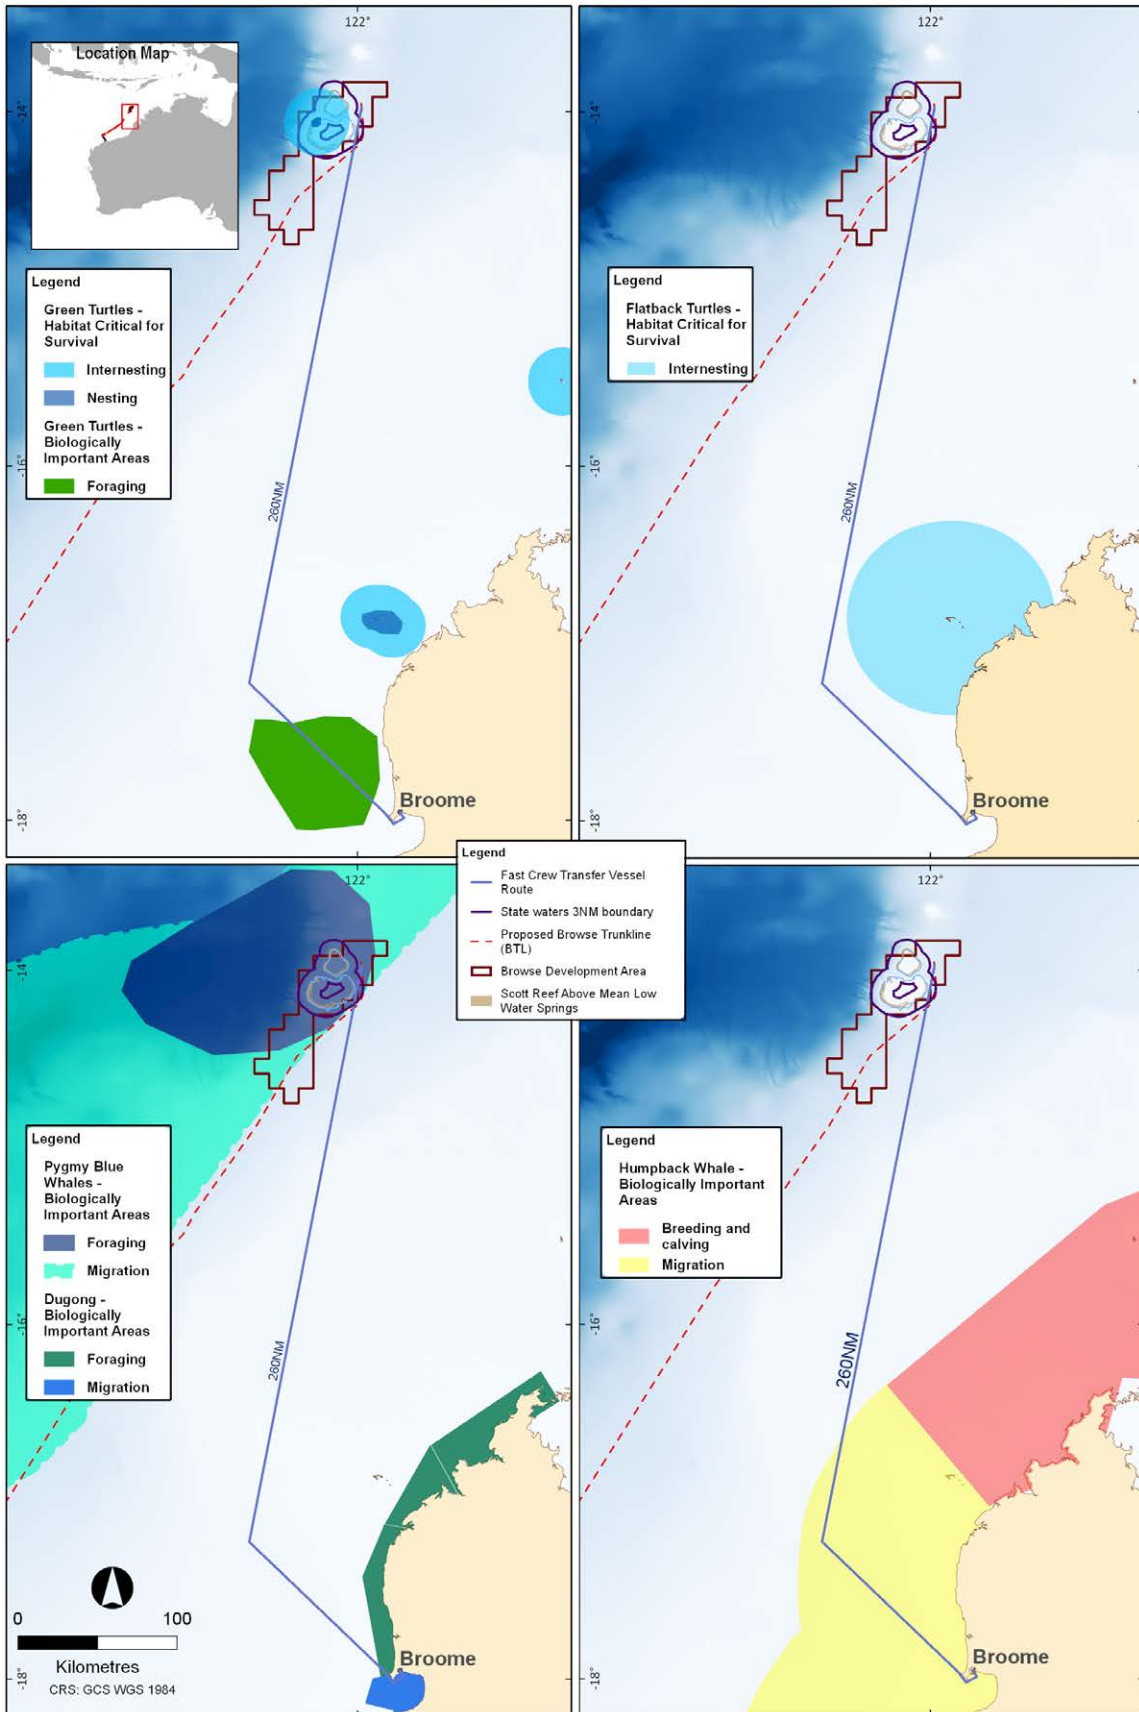 122°
Location Map
-14°
Legend
Green Turtles -
Habitat Critical for
Survival
Internesting
Nesting
Green Turtles -
Biologically
Important Areas
Foraging
-16°
260NM
Broome
-18°
122°
-14°
Legend
Flatback Turtles -
Habitat Critical for
Survival
Internesting
-16°
260NM
Broome
-18°
Legend
Fast Crew Transfer Vessel
Route
State waters 3NM boundary
Proposed Browse Trunkline
(BTL)
Browse Development Area
Scott Reef Above Mean Low
Water Springs
122°
-14°
Legend
Pygmy Blue
Whales -
Biologically
Important Areas
Foraging
Migration
Dugong -
Biologically
Important Areas
Foraging
Migration
-16°
260NM
0 100
Kilometres
CRS: GCS WGS 1984
Broome
-18°
122°
-14°
Legend
Humpback Whale -
Biologically Important
Areas
Breeding and
calving
Migration
-16°
260NM
Broome
-18°